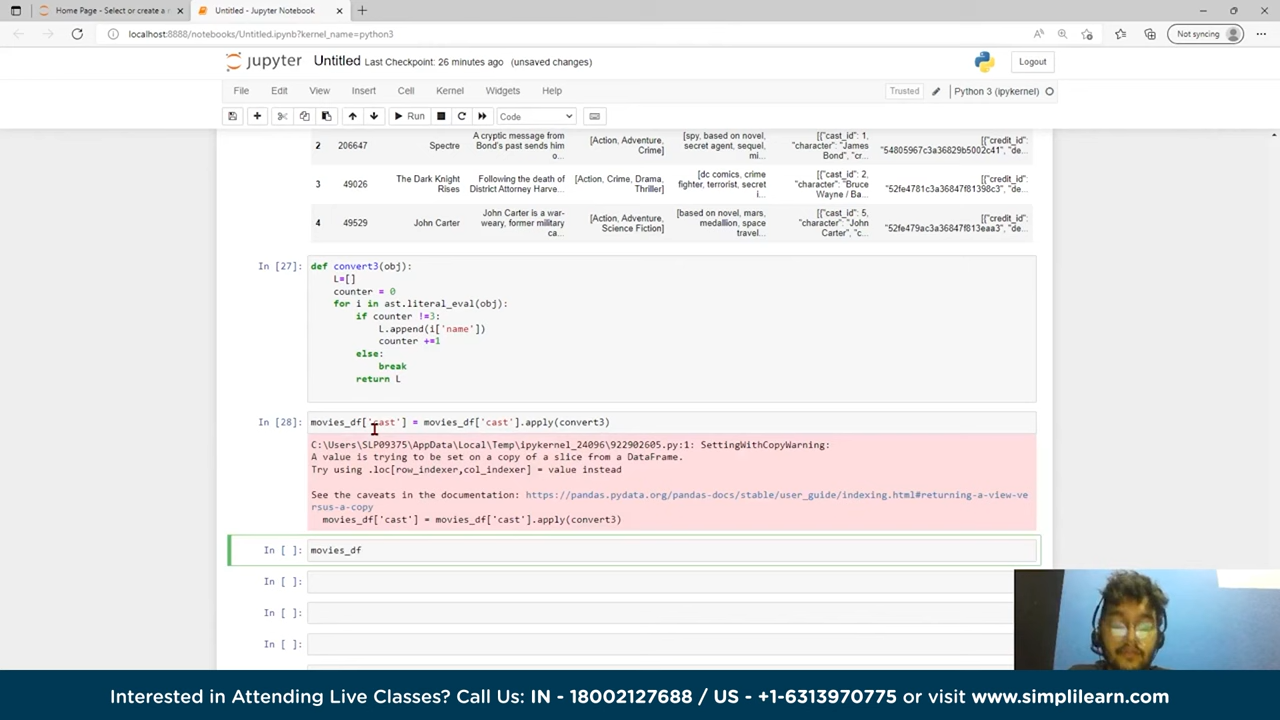 Home Page - Select or create a n
Untitled - Jupyter Notebook
localhost:8888/notebooks/Untitled.ipynb?kernel_name=python3
Not syncing
jupyter Untitled Last Checkpoint: 26 minutes ago (unsaved changes)
Logout
File Edit View Insert Cell Kernel Widgets Help
Trusted Python 3 (ipykernel)
Run Code
2 206647 Spectre A cryptic message from Bond's past sends him o... [Action, Adventure, Crime] [spy, based on novel, secret agent, sequel, mi... [{"cast_id": 1, "character": "James Bond", "cr... [{"credit_id": "54805967c3a36829b5002c41", "de...
3 49026 The Dark Knight Rises Following the death of District Attorney Harve... [Action, Crime, Drama, Thriller] [dc comics, crime fighter, terrorist, secret i... [{"cast_id": 2, "character": "Bruce Wayne / Ba... [{"credit_id": "52fe4781c3a36847f81398c3", "de...
4 49529 John Carter John Carter is a war-weary, former military ca... [Action, Adventure, Science Fiction] [based on novel, mars, medallion, space travel... [{"cast_id": 5, "character": "John Carter", "c... [{"credit_id": "52fe479ac3a36847f813eaa3", "de...
In [27]: def convert3(obj):
L=[]
counter = 0
for i in ast.literal_eval(obj):
if counter !=3:
L.append(i['name'])
counter +=1
else:
break
return L
In [28]: movies_df['cast'] = movies_df['cast'].apply(convert3)
C:\Users\SLP09375\AppData\Local\Temp\ipykernel_24096\922902605.py:1: SettingWithCopyWarning:
A value is trying to be set on a copy of a slice from a DataFrame.
Try using .loc[row_indexer,col_indexer] = value instead
See the caveats in the documentation: https://pandas.pydata.org/pandas-docs/stable/user_guide/indexing.html#returning-a-view-ve
rsus-a-copy
movies_df['cast'] = movies_df['cast'].apply(convert3)
In [ ]: movies_df
In [ ]:
In [ ]:
In [ ]:
Interested in Attending Live Classes? Call Us: IN - 18002127688 / US - +1-6313970775 or visit www.simplilearn.com